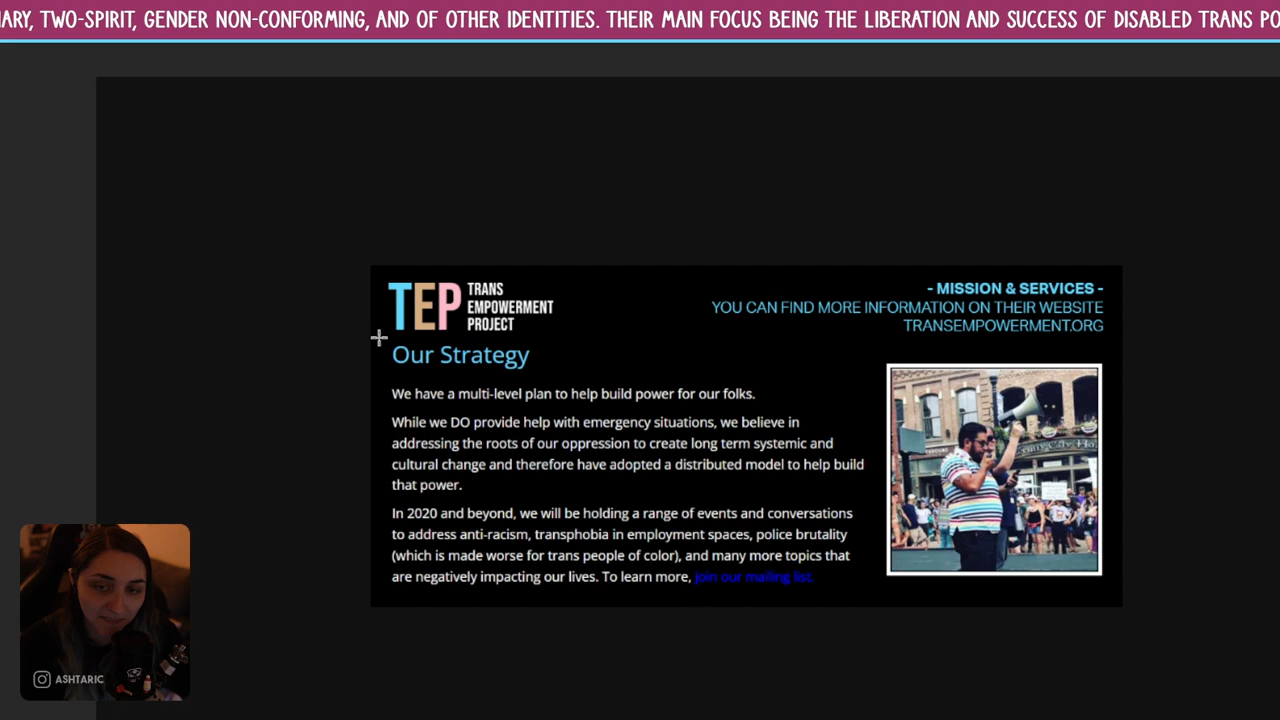 ARY, TWO-SPIRIT, GENDER NON-CONFORMING, AND OF OTHER IDENTITIES. THEIR MAIN FOCUS BEING THE LIBERATION AND SUCCESS OF DISABLED TRANS PO
TEP TRANS
EMPOWERMENT
PROJECT
- MISSION & SERVICES -
YOU CAN FIND MORE INFORMATION ON THEIR WEBSITE
TRANSEMPOWERMENT.ORG
Our Strategy
We have a multi-level plan to help build power for our folks.
While we DO provide help with emergency situations, we believe in
addressing the roots of our oppression to create long term systemic and
cultural change and therefore have adopted a distributed model to help build
that power.
In 2020 and beyond, we will be holding a range of events and conversations
to address anti-racism, transphobia in employment spaces, police brutality
(which is made worse for trans people of color), and many more topics that
are negatively impacting our lives. To learn more, join our mailing list.
ASHTARIC